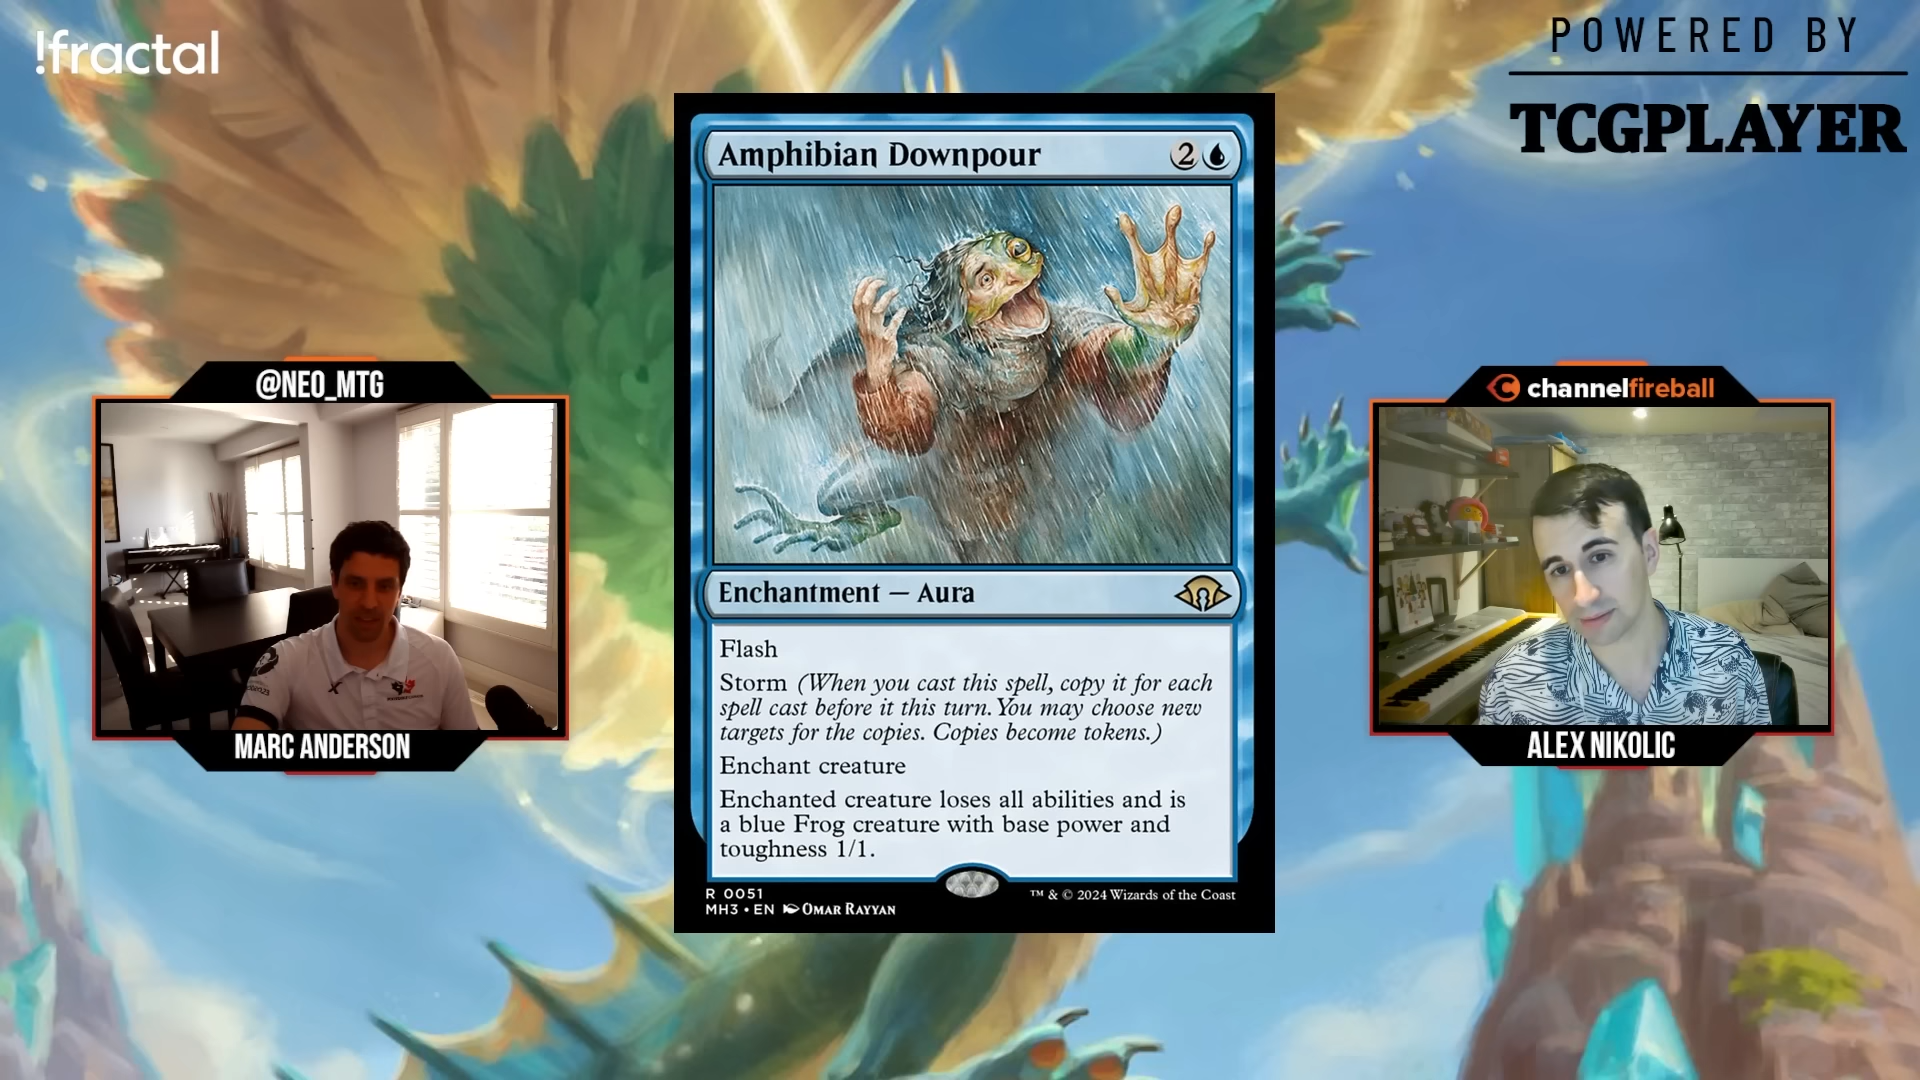 !fractal
POWERED BY
TCGPLAYER
Amphibian Downpour 2
Enchantment — Aura
Flash
Storm (When you cast this spell, copy it for each
spell cast before it this turn. You may choose new
targets for the copies. Copies become tokens.)
Enchant creature
Enchanted creature loses all abilities and is
a blue Frog creature with base power and
toughness 1/1.
R 0051
MH3 • EN OMAR RAYYAN
™ & © 2024 Wizards of the Coast
@NEO_MTG
MARC ANDERSON
channelfireball
ALEX NIKOLIC